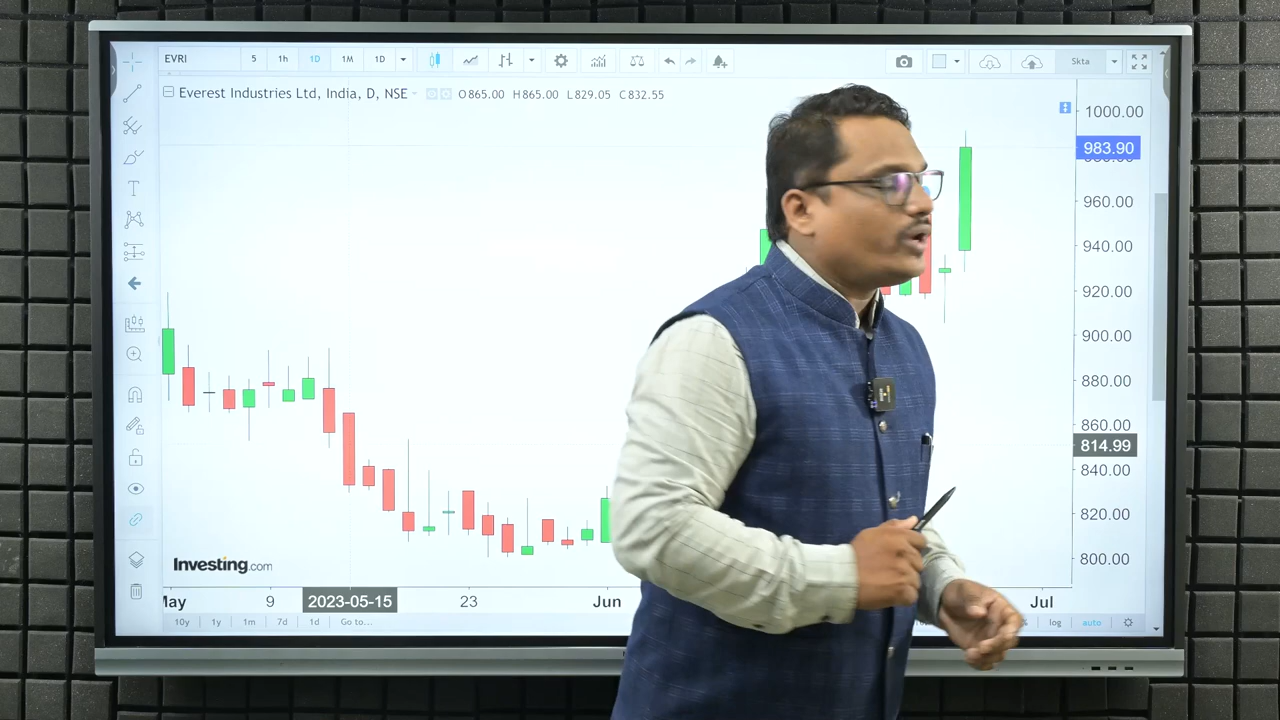 EVRI 5 1h 1D 1M 1D Skta
Everest Industries Ltd, India, D, NSE O865.00 H865.00 L829.05 C832.55
1000.00
983.90
960.00
940.00
920.00
900.00
880.00
860.00
814.99
840.00
820.00
800.00
Investing.com
May 9 2023-05-15 23 Jun Jul
10y 1y 1m 7d 1d Go to... log auto